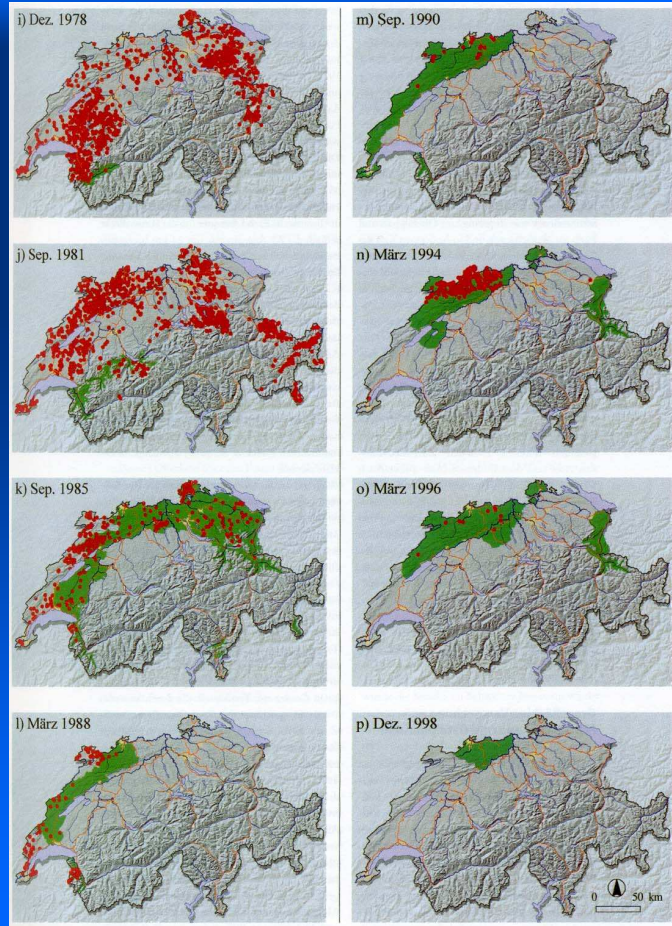 i) Dez. 1978
j) Sep. 1981
k) Sep. 1985
l) März 1988
m) Sep. 1990
n) März 1994
o) März 1996
p) Dez. 1998
0 50 km